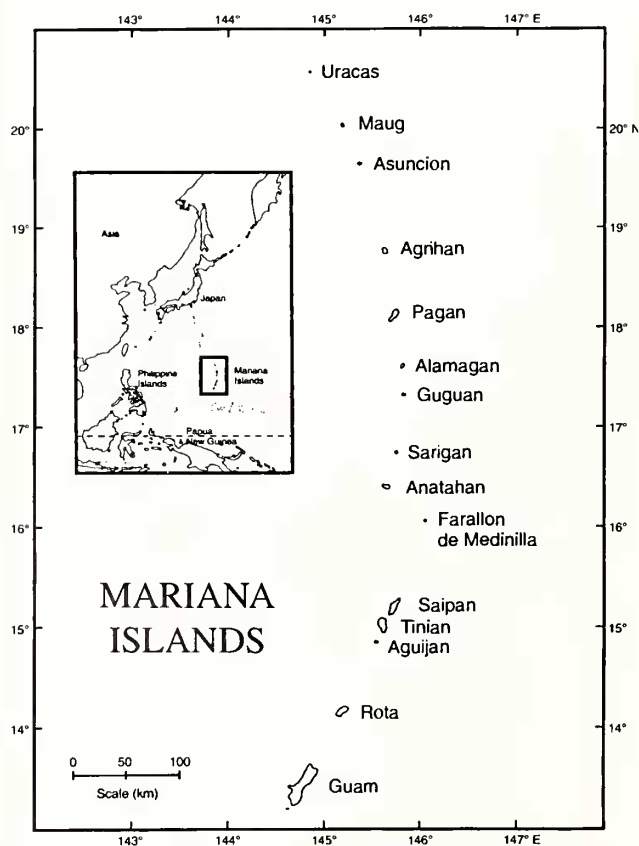 143° 144° 145° 146° 147° E
Uracas
Maug
20° 20° N
Asuncion
19° 19°
Agrihan
Asia
Japan
Pagan
18° 18°
Alamagan
Philippine
Islands
Mariana
Islands
Guguan
17° 17°
Papua
New Guinea
Sarigan
Anatahan
16° 16°
Farallon
de Medinilla
MARIANA
ISLANDS
Saipan
15° Tinian 15°
Aguijan
14° Rota 14°
0 50 100
Scale (km)
Guam
143° 144° 145° 146° 147° E